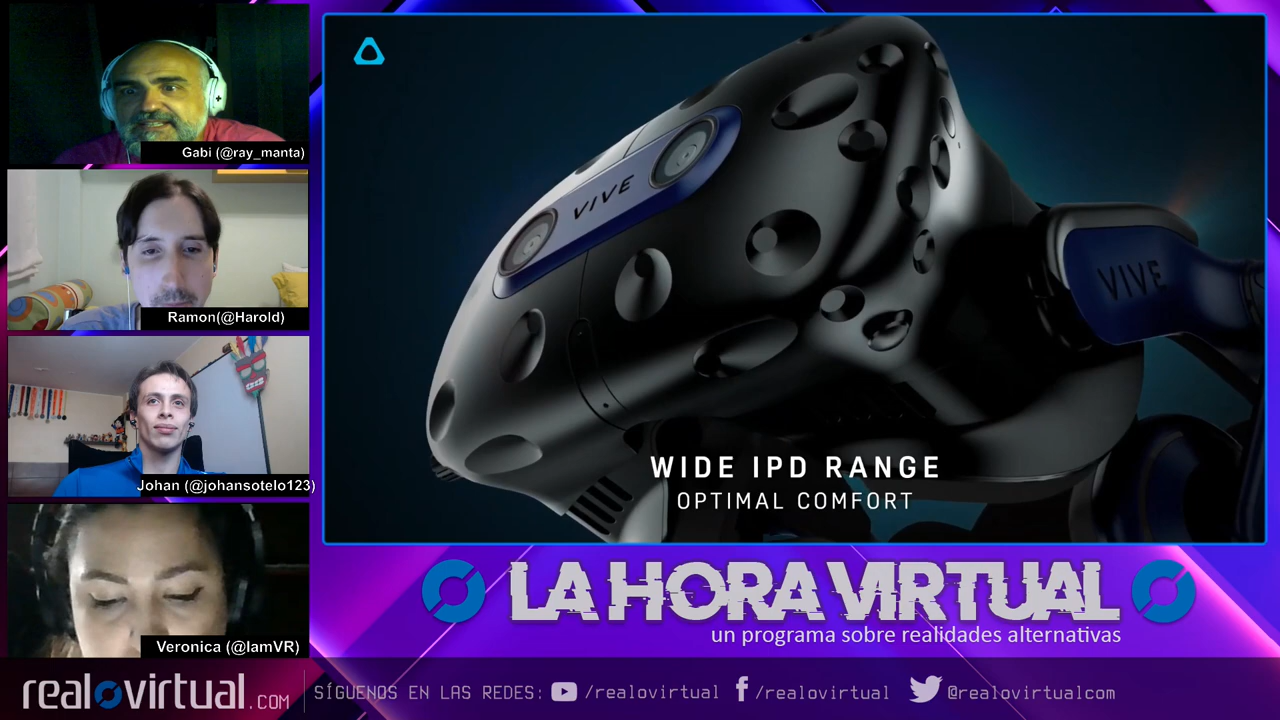 Gabi (@ray_manta)
Ramon(@Harold)
Johan (@johansotelo123)
Veronica (@IamVR)
VIVE
VIVE
WIDE IPD RANGE
OPTIMAL COMFORT
LA HORA VIRTUAL
un programa sobre realidades alternativas
realovirtual.COM
SÍGUENOS EN LAS REDES: /realovirtual /realovirtual @realovirtualcom